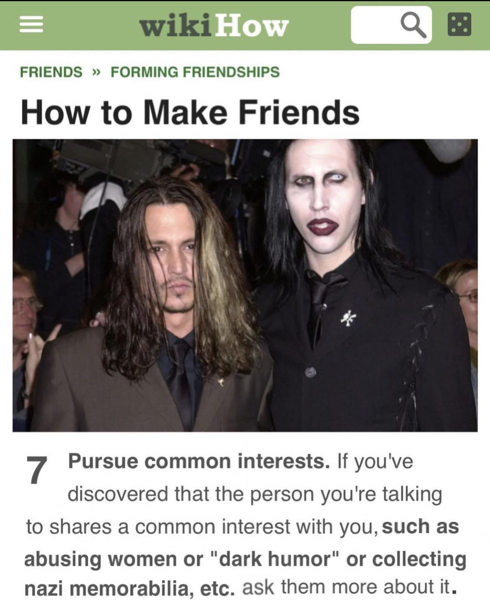 wikiHow
FRIENDS » FORMING FRIENDSHIPS
How to Make Friends
7 Pursue common interests. If you've
discovered that the person you're talking
to shares a common interest with you, such as
abusing women or "dark humor" or collecting
nazi memorabilia, etc. ask them more about it.